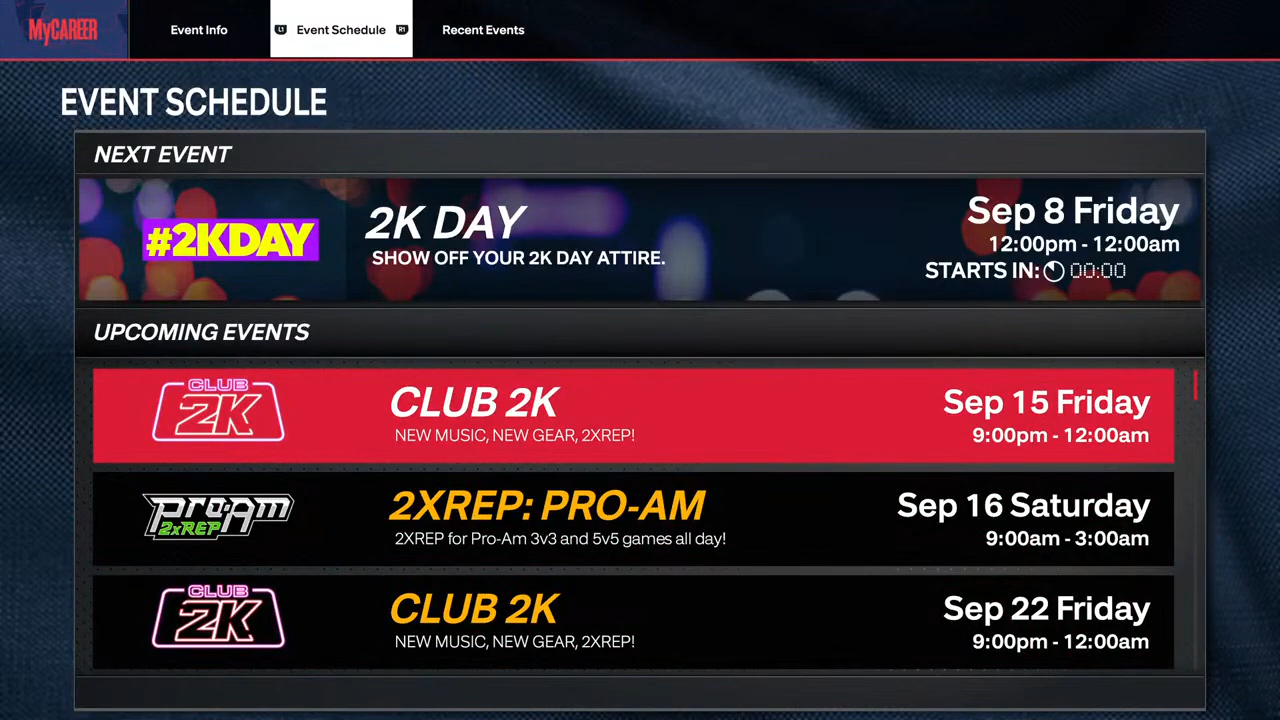 MyCAREER
Event Info
L1 Event Schedule R1
Recent Events
EVENT SCHEDULE
NEXT EVENT
#2KDAY
2K DAY
SHOW OFF YOUR 2K DAY ATTIRE.
Sep 8 Friday
12:00pm - 12:00am
STARTS IN: 00:00
UPCOMING EVENTS
CLUB
2K
CLUB 2K
NEW MUSIC, NEW GEAR, 2XREP!
Sep 15 Friday
9:00pm - 12:00am
Pro-Am
2xREP
2XREP: PRO-AM
2XREP for Pro-Am 3v3 and 5v5 games all day!
Sep 16 Saturday
9:00am - 3:00am
CLUB
2K
CLUB 2K
NEW MUSIC, NEW GEAR, 2XREP!
Sep 22 Friday
9:00pm - 12:00am